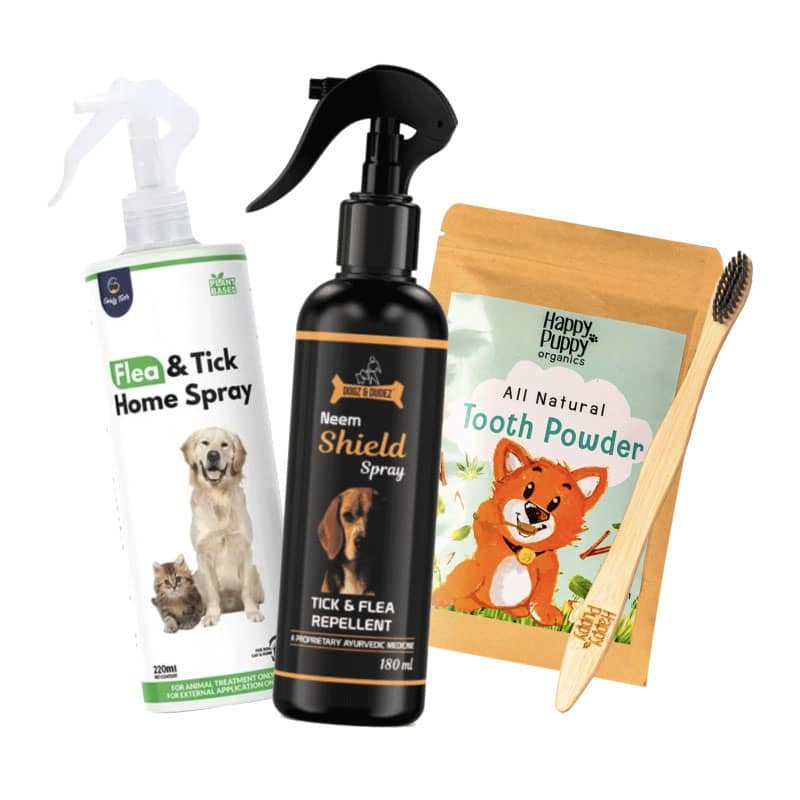 PLANT
BASED
Flea & Tick
Home Spray
220ml
FOR ANIMAL TREATMENT ONLY
FOR EXTERNAL APPLICATION ON
DOGZ & DUDEZ
Neem
Shield
Spray
TICK & FLEA
REPELLENT
A PROPRIETARY AYURVEDIC MEDICINE
180 ml
Happy
Puppy
organics
All Natural
Tooth Powder
Happy
Puppy